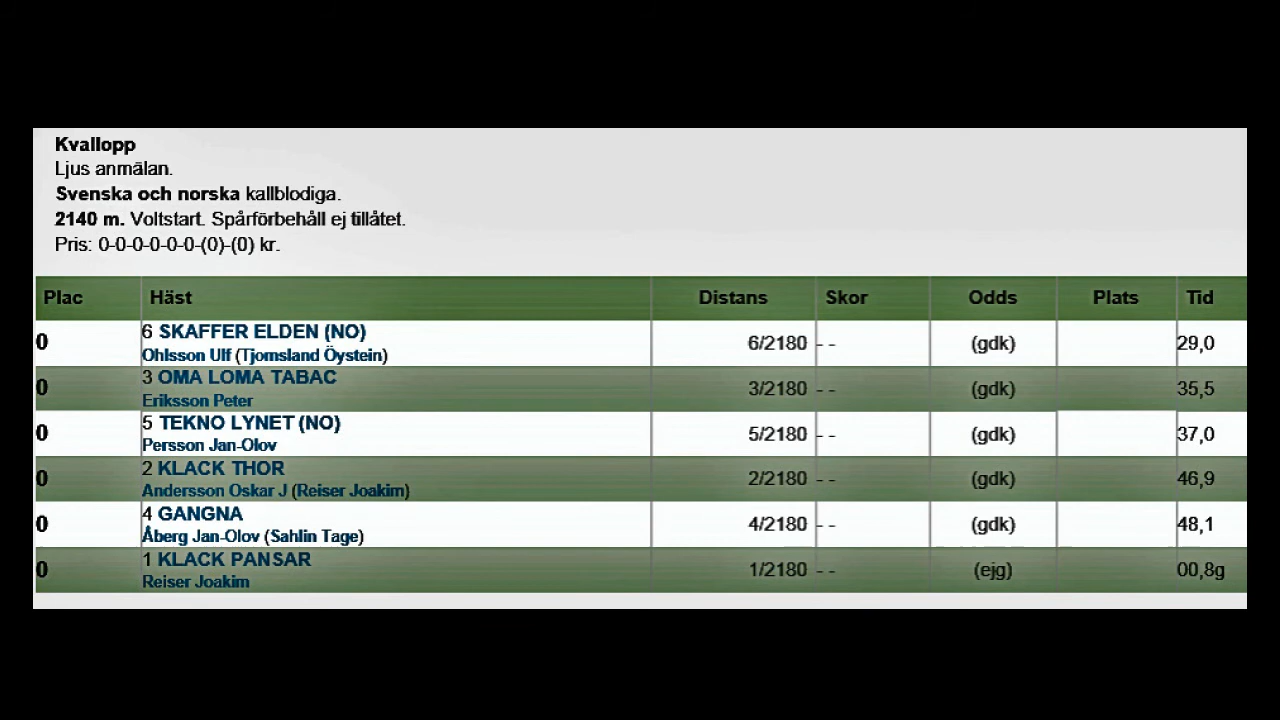 Kvallopp
Ljus anmälan.
Svenska och norska kallblodiga.
2140 m. Voltstart. Spårförbehåll ej tillåtet.
Pris: 0-0-0-0-0-0-(0)-(0) kr.
Plac Häst Distans Skor Odds Plats Tid
0 6 SKAFFER ELDEN (NO) 6/2180 - - (gdk) 29,0
Ohlsson Ulf (Tjomsland Öystein)
0 3 OMA LOMA TABAC 3/2180 - - (gdk) 35,5
Eriksson Peter
0 5 TEKNO LYNET (NO) 5/2180 - - (gdk) 37,0
Persson Jan-Olov
0 2 KLACK THOR 2/2180 - - (gdk) 46,9
Andersson Oskar J (Reiser Joakim)
0 4 GANGNA 4/2180 - - (gdk) 48,1
Åberg Jan-Olov (Sahlin Tage)
0 1 KLACK PANSAR 1/2180 - - (ejg) 00,8g
Reiser Joakim